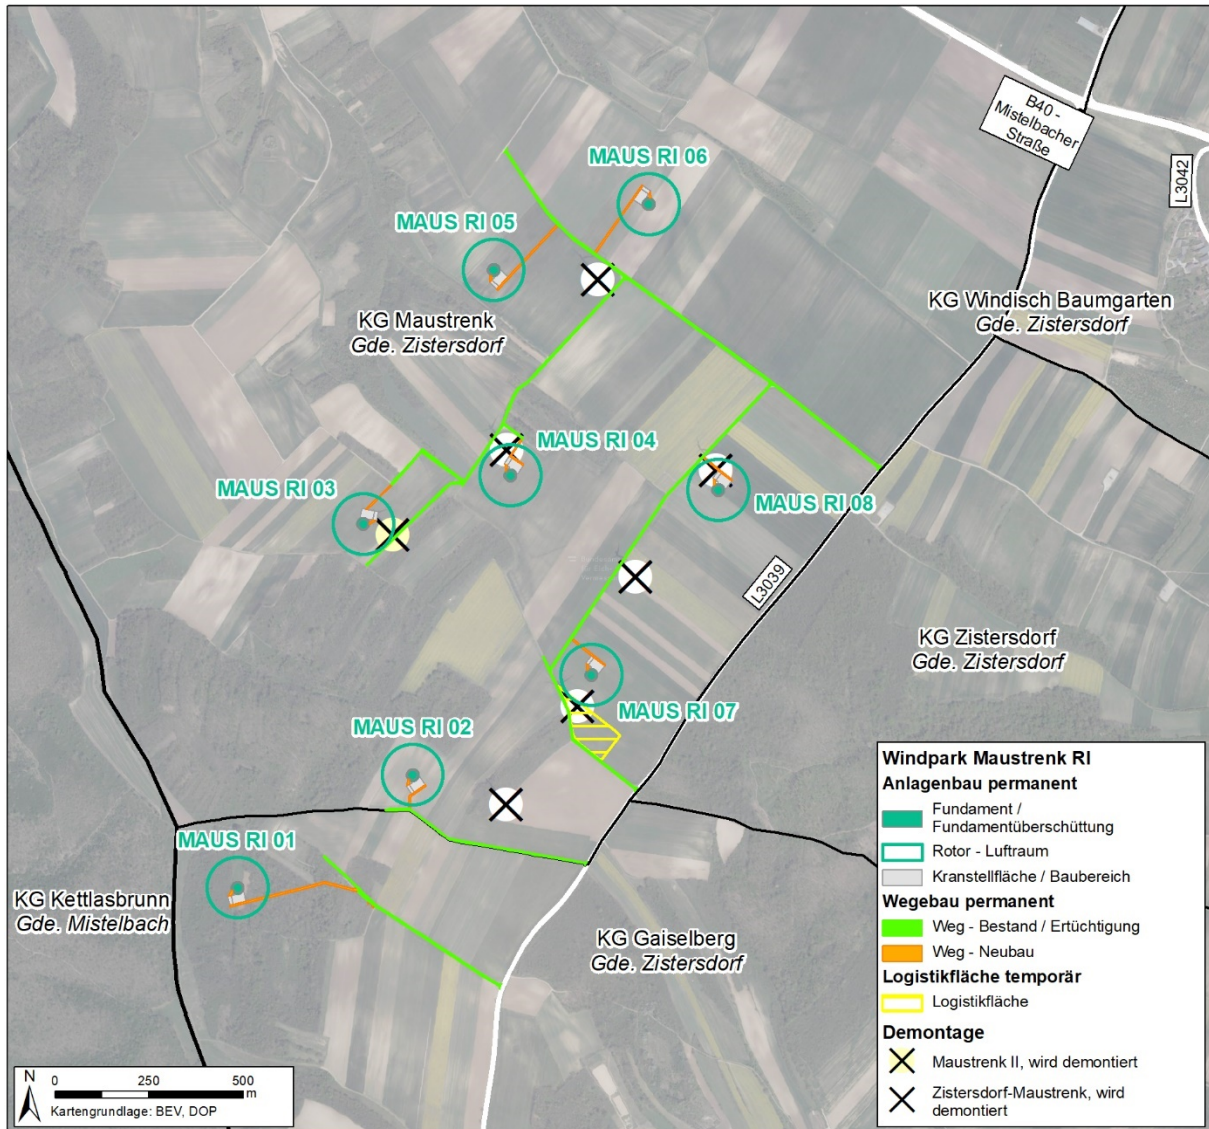 B40 -
Mistelbacher
Straße
L3042
MAUS RI 06
MAUS RI 05
KG Windisch Baumgarten
Gde. Zistersdorf
KG Maustrenk
Gde. Zistersdorf
MAUS RI 04
MAUS RI 03
MAUS RI 08
L3039
KG Zistersdorf
Gde. Zistersdorf
MAUS RI 07
MAUS RI 02
MAUS RI 01
KG Kettlasbrunn
Gde. Mistelbach
KG Gaiselberg
Gde. Zistersdorf
Windpark Maustrenk RI
Anlagenbau permanent
Fundament /
Fundamentüberschüttung
Rotor - Luftraum
Kranstellfläche / Baubereich
Wegebau permanent
Weg - Bestand / Ertüchtigung
Weg - Neubau
Logistikfläche temporär
Logistikfläche
Demontage
Maustrenk II, wird demontiert
Zistersdorf-Maustrenk, wird
demontiert
N
0 250 500
m
Kartengrundlage: BEV, DOP